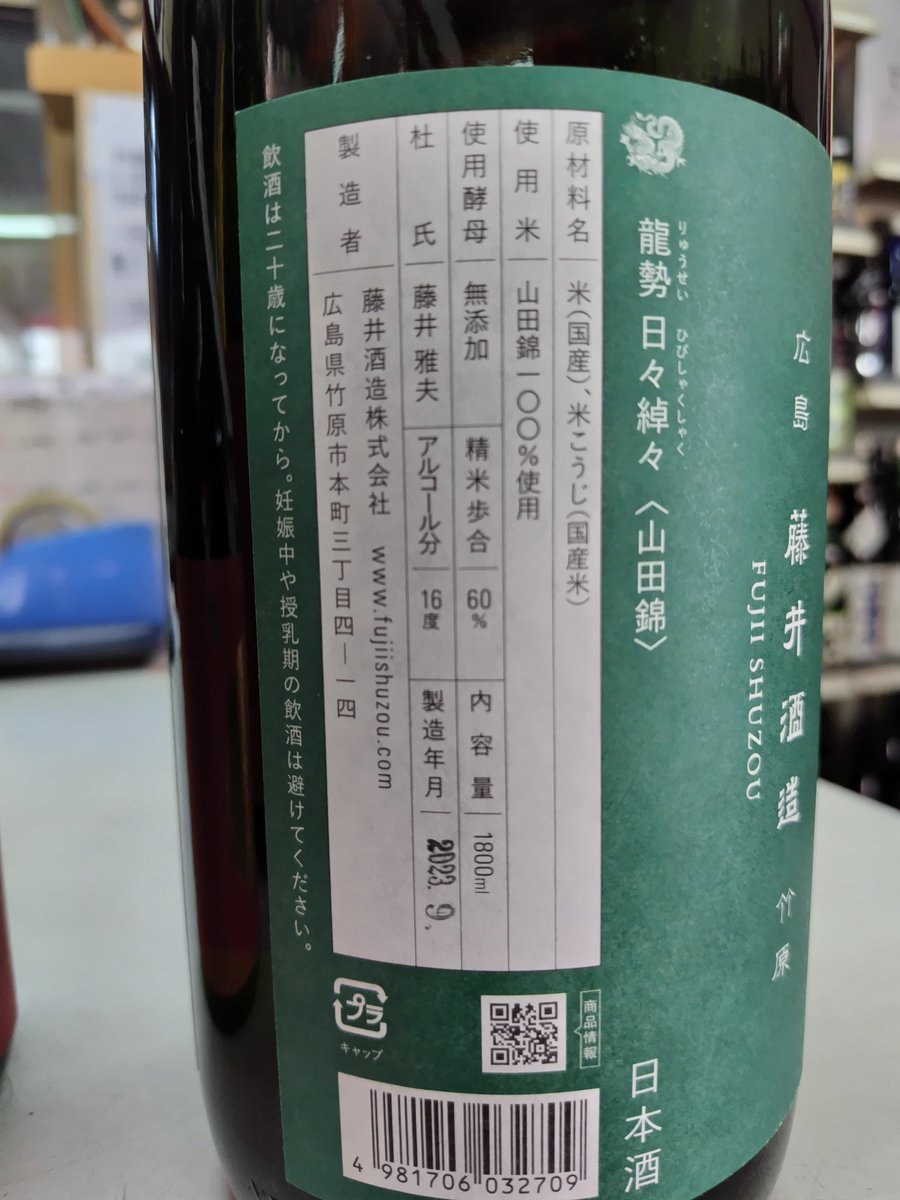 広島 藤井酒造 竹原
FUJII SHUZOU
りゅうせい ひびしゃくしゃく
龍勢 日々綽々〈山田錦〉
日本酒
原材料名 米(国産)、米こうじ(国産米)
使用米 山田錦一〇〇%使用
使用酵母 無添加 精米歩合 60% 内容量 1800ml
杜氏 藤井雅夫 アルコール分 16度 製造年月 2023.9.
製造者 藤井酒造株式会社 www.fujiishuzou.com
広島県竹原市本町三丁目四―一四
飲酒は二十歳になってから。妊娠中や授乳期の飲酒は避けてください。
商品情報
プラ
キャップ
4 981706 032709